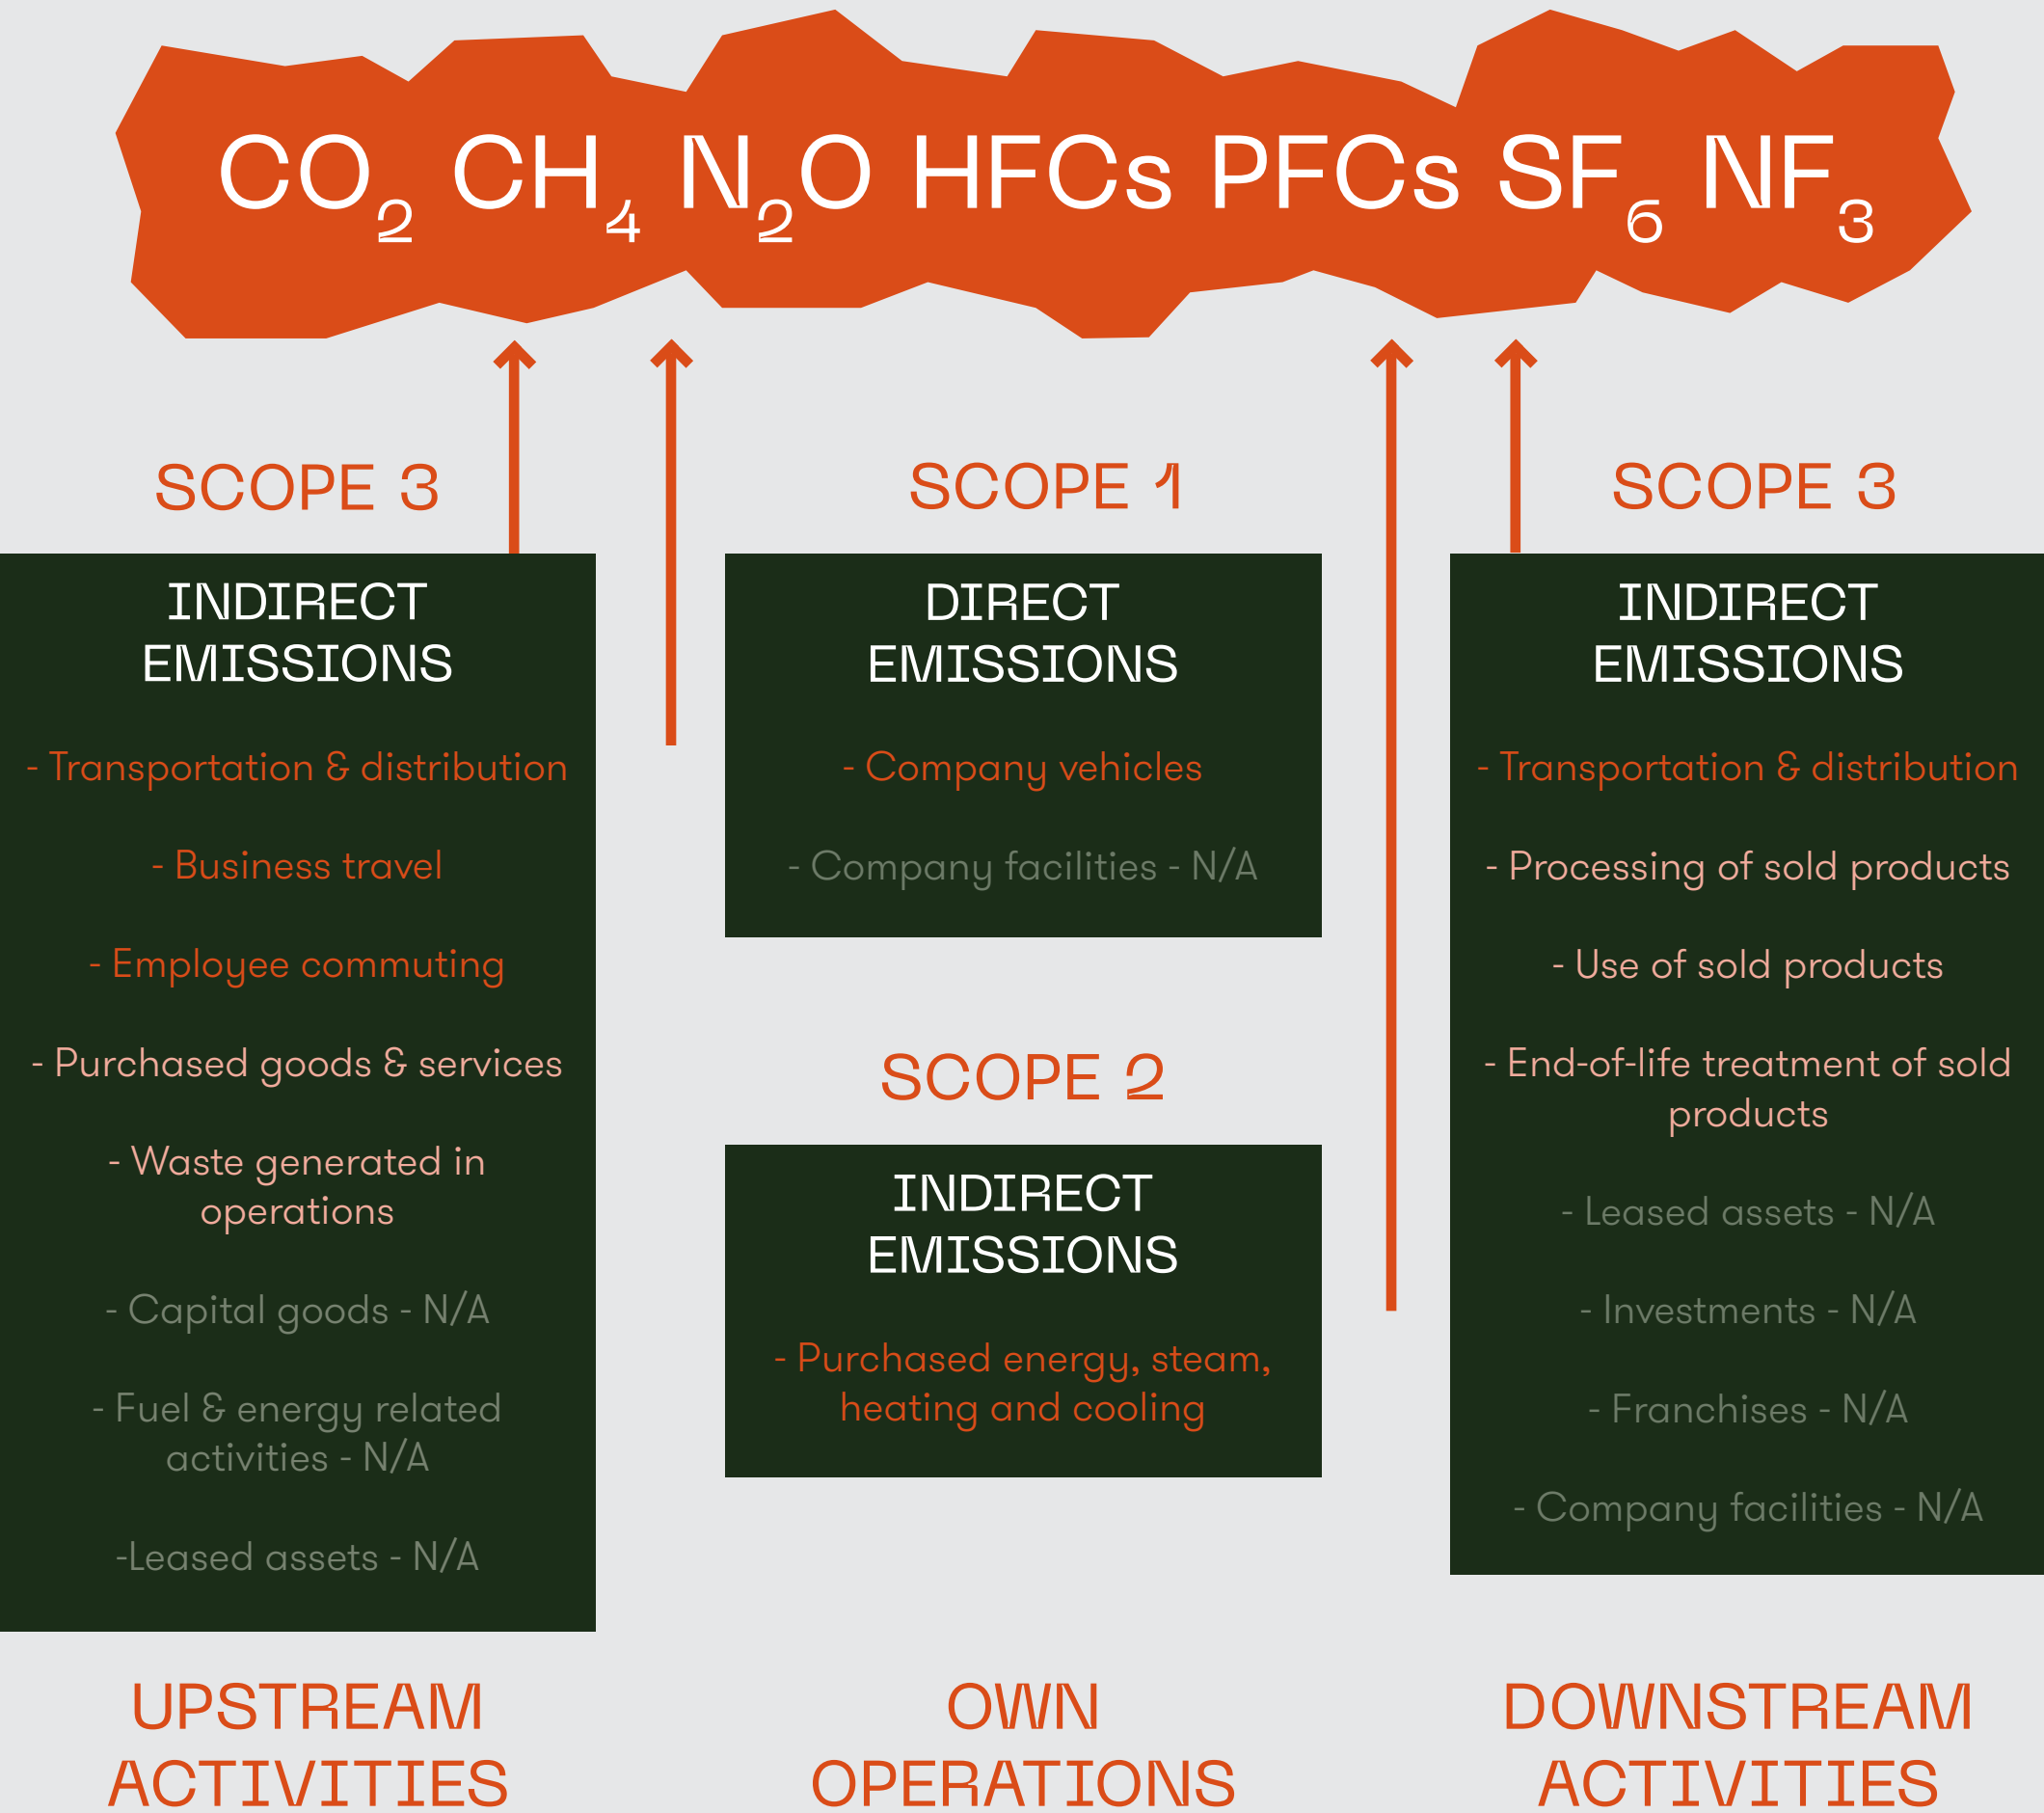 CO₂ CH₄ N₂O HFCs PFCs SF₆ NF₃
SCOPE 3
INDIRECT
EMISSIONS
- Transportation & distribution
- Business travel
- Employee commuting
- Purchased goods & services
- Waste generated in
operations
- Capital goods - N/A
- Fuel & energy related
activities - N/A
-Leased assets - N/A
UPSTREAM
ACTIVITIES
SCOPE 1
DIRECT
EMISSIONS
- Company vehicles
- Company facilities - N/A
SCOPE 2
INDIRECT
EMISSIONS
- Purchased energy, steam,
heating and cooling
OWN
OPERATIONS
SCOPE 3
INDIRECT
EMISSIONS
- Transportation & distribution
- Processing of sold products
- Use of sold products
- End-of-life treatment of sold
products
- Leased assets - N/A
- Investments - N/A
- Franchises - N/A
- Company facilities - N/A
DOWNSTREAM
ACTIVITIES